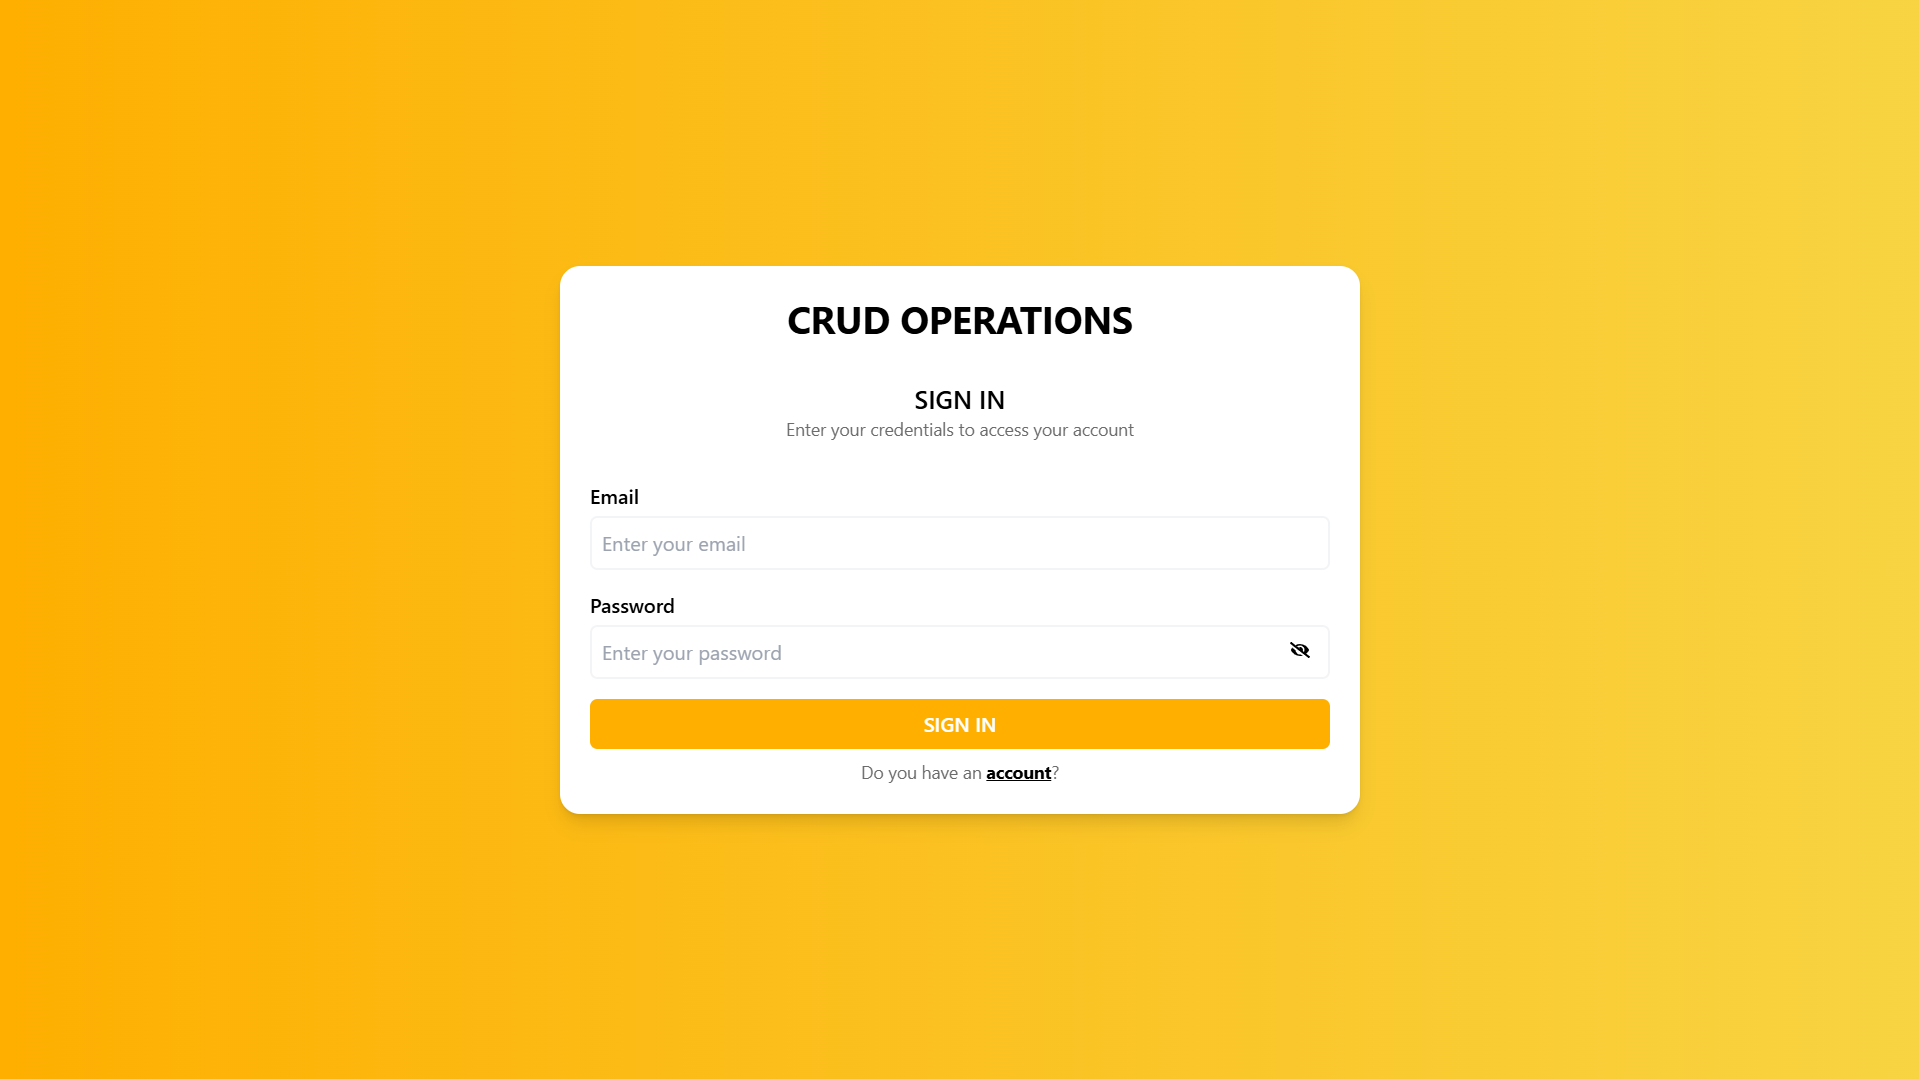 CRUD OPERATIONS
SIGN IN
Enter your credentials to access your account
Email
Enter your email
Password
Enter your password
SIGN IN
Do you have an account?